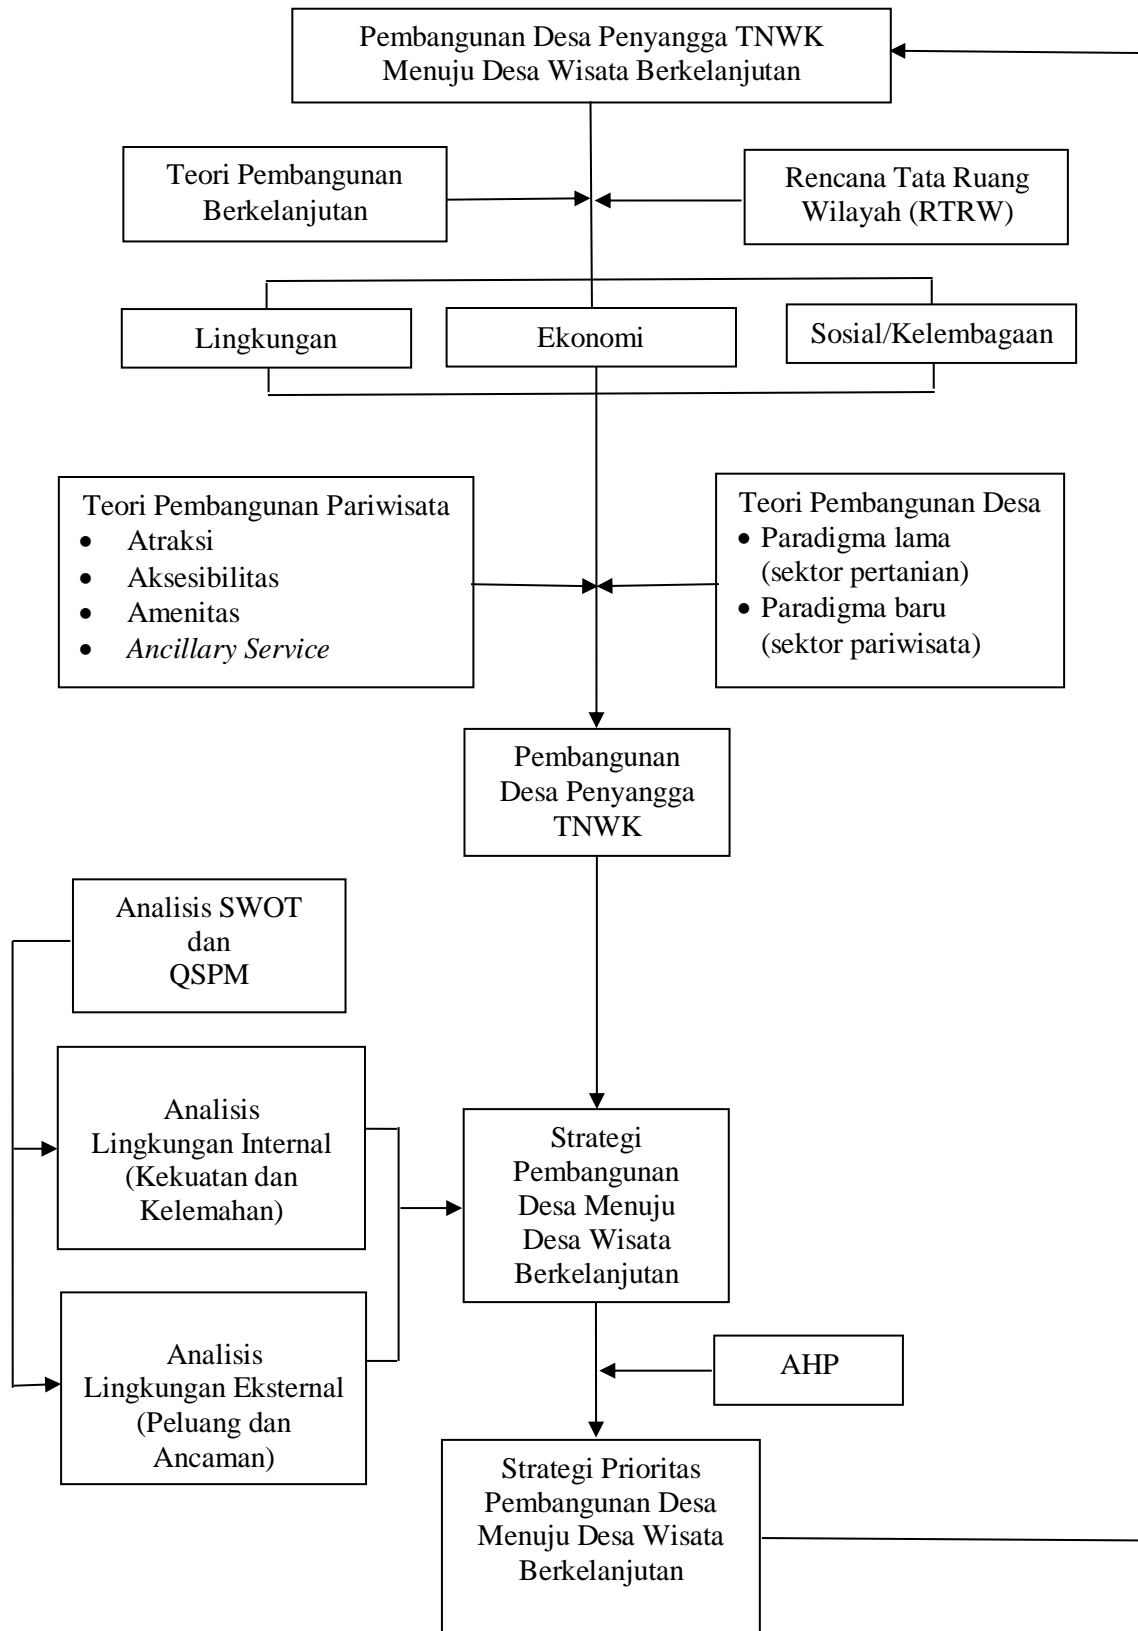 Pembangunan Desa Penyangga TNWK
Menuju Desa Wisata Berkelanjutan
Teori Pembangunan
Berkelanjutan
Rencana Tata Ruang
Wilayah (RTRW)
Lingkungan
Ekonomi
Sosial/Kelembagaan
Teori Pembangunan Pariwisata
• Atraksi
• Aksesibilitas
• Amenitas
• Ancillary Service
Teori Pembangunan Desa
• Paradigma lama
(sektor pertanian)
• Paradigma baru
(sektor pariwisata)
Pembangunan
Desa Penyangga
TNWK
Analisis SWOT
dan
QSPM
Analisis
Lingkungan Internal
(Kekuatan dan
Kelemahan)
Strategi
Pembangunan
Desa Menuju
Desa Wisata
Berkelanjutan
Analisis
Lingkungan Eksternal
(Peluang dan
Ancaman)
AHP
Strategi Prioritas
Pembangunan Desa
Menuju Desa Wisata
Berkelanjutan